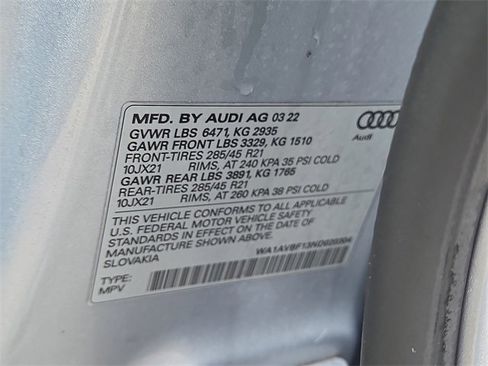 MFD. BY AUDI AG 03 22
GVWR LBS 6471, KG 2935
GAWR FRONT LBS 3329, KG 1510
FRONT-TIRES 285/45 R21
10JX21 RIMS, AT 240 KPA 35 PSI COLD
GAWR REAR LBS 3891, KG 1765
REAR-TIRES 285/45 R21
10JX21 RIMS, AT 260 KPA 38 PSI COLD
THIS VEHICLE CONFORMS TO ALL APPLICABLE
U.S. FEDERAL MOTOR VEHICLE SAFETY
STANDARDS IN EFFECT ON THE DATE OF
MANUFACTURE SHOWN ABOVE.
SLOVAKIA
WA1AVBF13ND020304
TYPE:
MPV
Audi